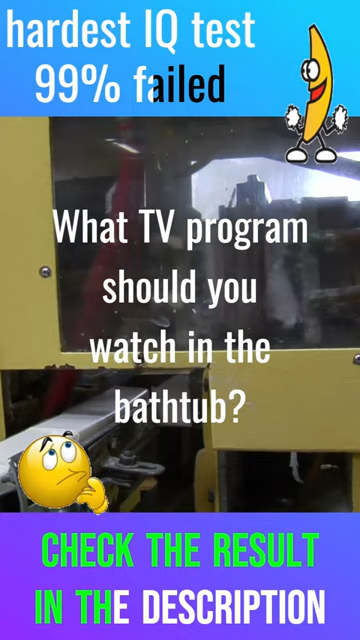 hardest IQ test
99% failed
What TV program
should you
watch in the
bathtub?
CHECK THE RESULT
IN THE DESCRIPTION